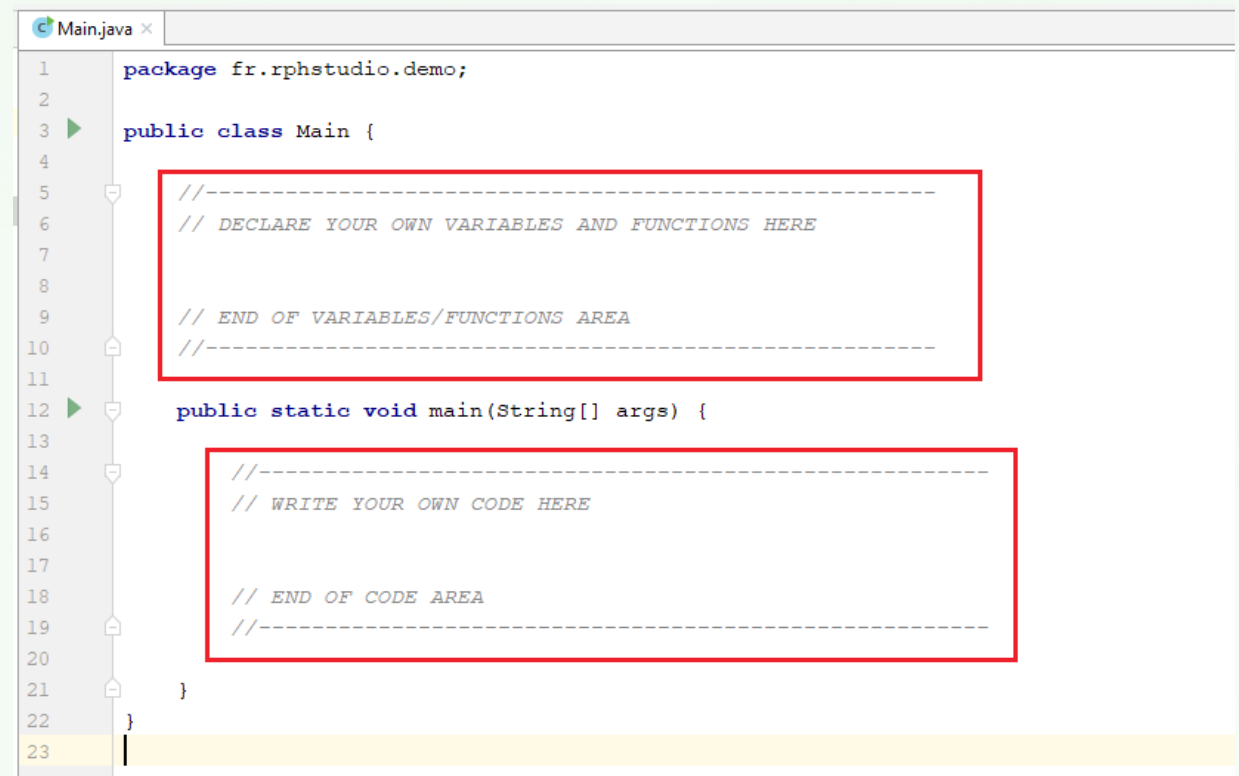 Main.java
1 package fr.rphstudio.demo;
2
3 public class Main {
4
5 //-------------------------------------------------------
6 // DECLARE YOUR OWN VARIABLES AND FUNCTIONS HERE
7
8
9 // END OF VARIABLES/FUNCTIONS AREA
10 //-------------------------------------------------------
11
12 public static void main(String[] args) {
13
14 //-------------------------------------------------------
15 // WRITE YOUR OWN CODE HERE
16
17
18 // END OF CODE AREA
19 //-------------------------------------------------------
20
21 }
22 }
23